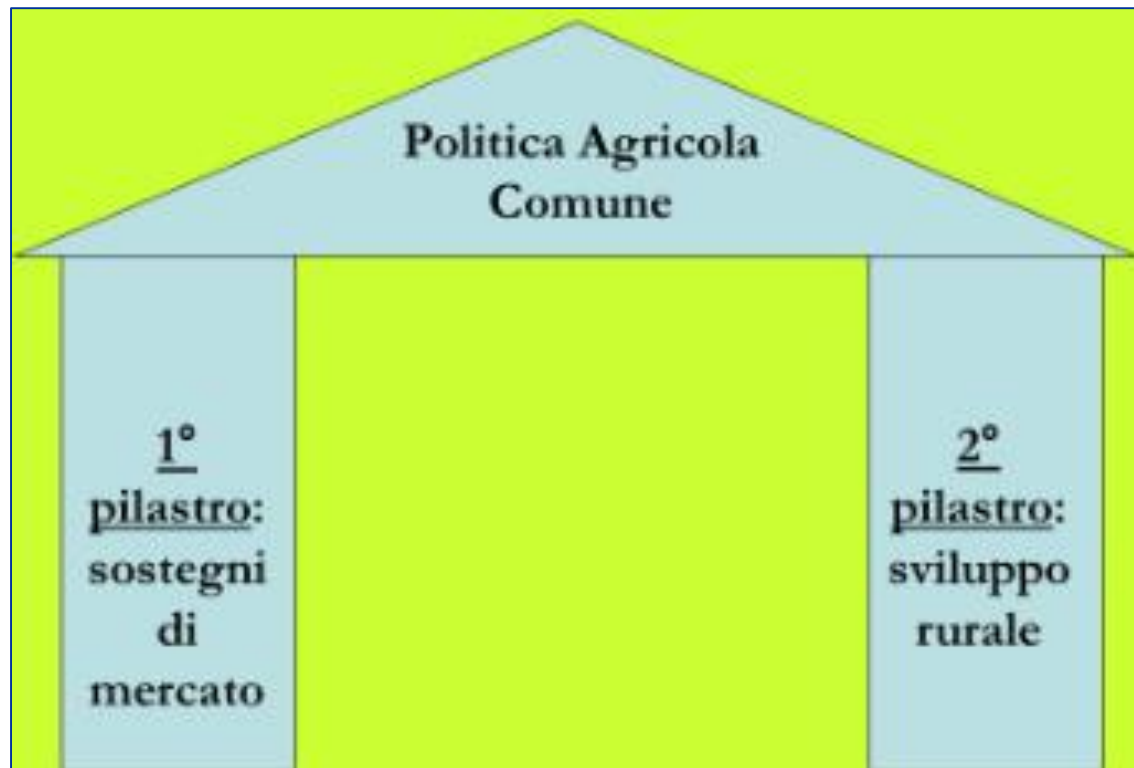 Politica Agricola
Comune
1°
pilastro:
sostegni
di
mercato
2°
pilastro:
sviluppo
rurale